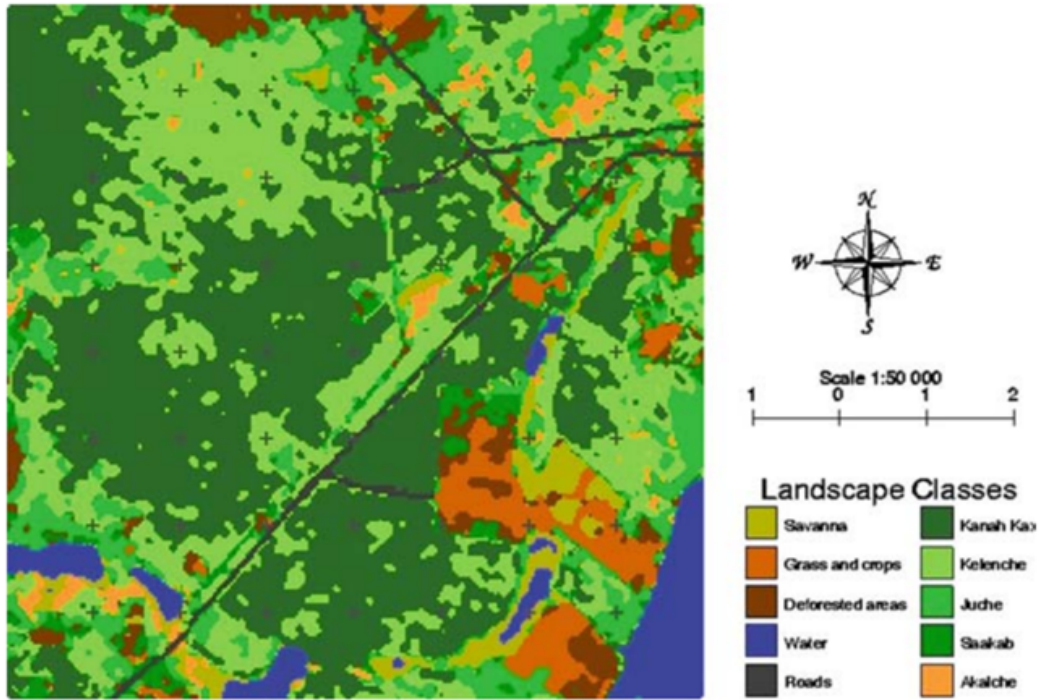 N
W E
S
Scale 1:50 000
1 0 1 2
Landscape Classes
Savanna
Grass and crops
Deforested areas
Water
Roads
Kanah Kax
Kelenche
Juche
Saakab
Akalche